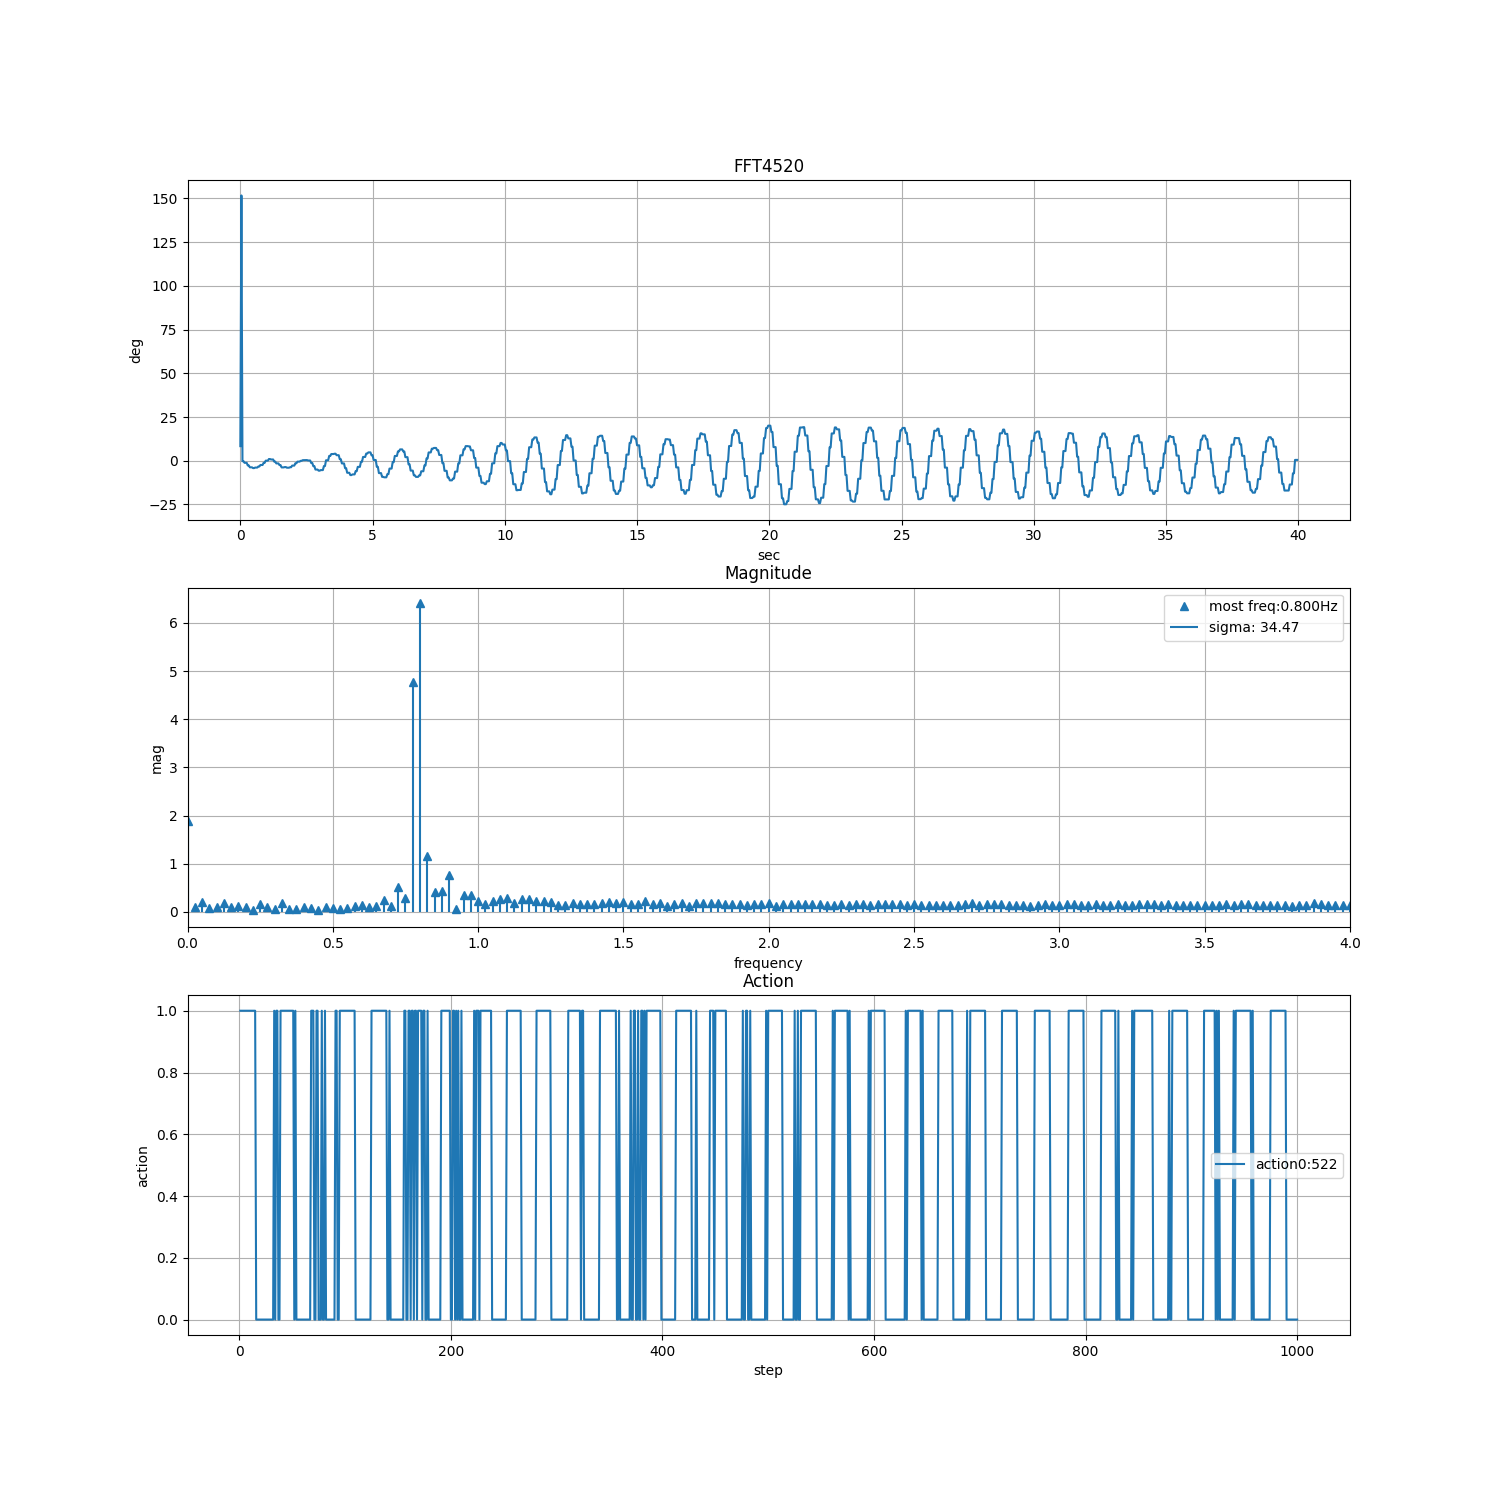 FFT4520
150
125
100
75
50
25
0
−25
deg
0 5 10 15 20 25 30 35 40
sec
Magnitude
most freq:0.800Hz
sigma: 34.47
6
5
4
3
2
1
0
mag
0.0 0.5 1.0 1.5 2.0 2.5 3.0 3.5 4.0
frequency
Action
1.0
0.8
0.6
0.4
0.2
0.0
action
action0:522
0 200 400 600 800 1000
step